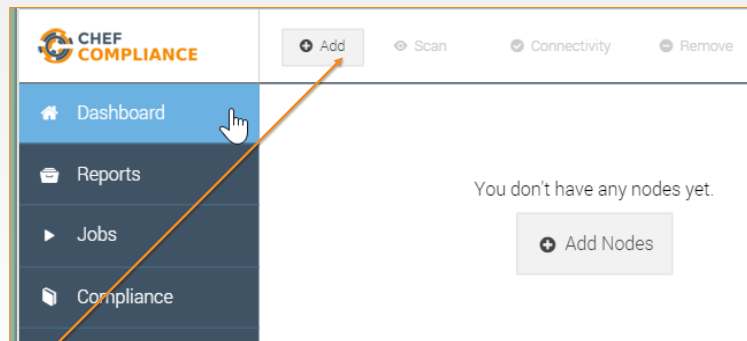 CHEF
COMPLIANCE
Add Scan Connectivity Remove
Dashboard
Reports
Jobs
Compliance
You don't have any nodes yet.
Add Nodes